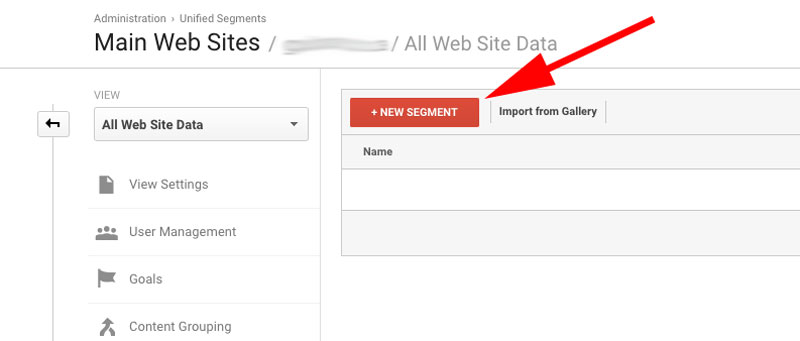 Administration › Unified Segments
Main Web Sites / / All Web Site Data
VIEW
All Web Site Data
View Settings
User Management
Goals
Content Grouping
+ NEW SEGMENT
Import from Gallery
Name